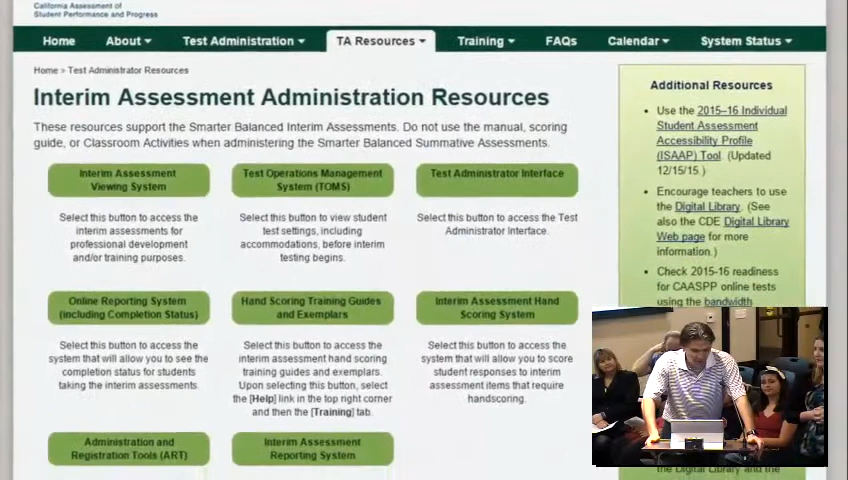 California Assessment of
Student Performance and Progress
Home About Test Administration TA Resources Training FAQs Calendar System Status
Home > Test Administrator Resources
Interim Assessment Administration Resources
These resources support the Smarter Balanced Interim Assessments. Do not use the manual, scoring
guide, or Classroom Activities when administering the Smarter Balanced Summative Assessments.
Interim Assessment
Viewing System
Select this button to access the
interim assessments for
professional development
and/or training purposes.
Test Operations Management
System (TOMS)
Select this button to view student
test settings, including
accommodations, before interim
testing begins.
Test Administrator Interface
Select this button to access the Test
Administrator Interface.
Online Reporting System
(including Completion Status)
Select this button to access the
system that will allow you to see the
completion status for students
taking the interim assessments.
Hand Scoring Training Guides
and Exemplars
Select this button to access the
interim assessment hand scoring
training guides and exemplars.
Upon selecting this button, select
the [Help] link in the top right corner
and then the [Training] tab.
Interim Assessment Hand
Scoring System
Select this button to access the
system that will allow you to score
student responses to interim
assessment items that require
handscoring.
Administration and
Registration Tools (ART)
Interim Assessment
Reporting System
Additional Resources
• Use the 2015–16 Individual
Student Assessment
Accessibility Profile
(ISAAP) Tool. (Updated
12/15/15.)
• Encourage teachers to use
the Digital Library. (See
also the CDE Digital Library
Web page for more
information.)
• Check 2015-16 readiness
for CAASPP online tests
using the bandwidth
the Digital Library and the